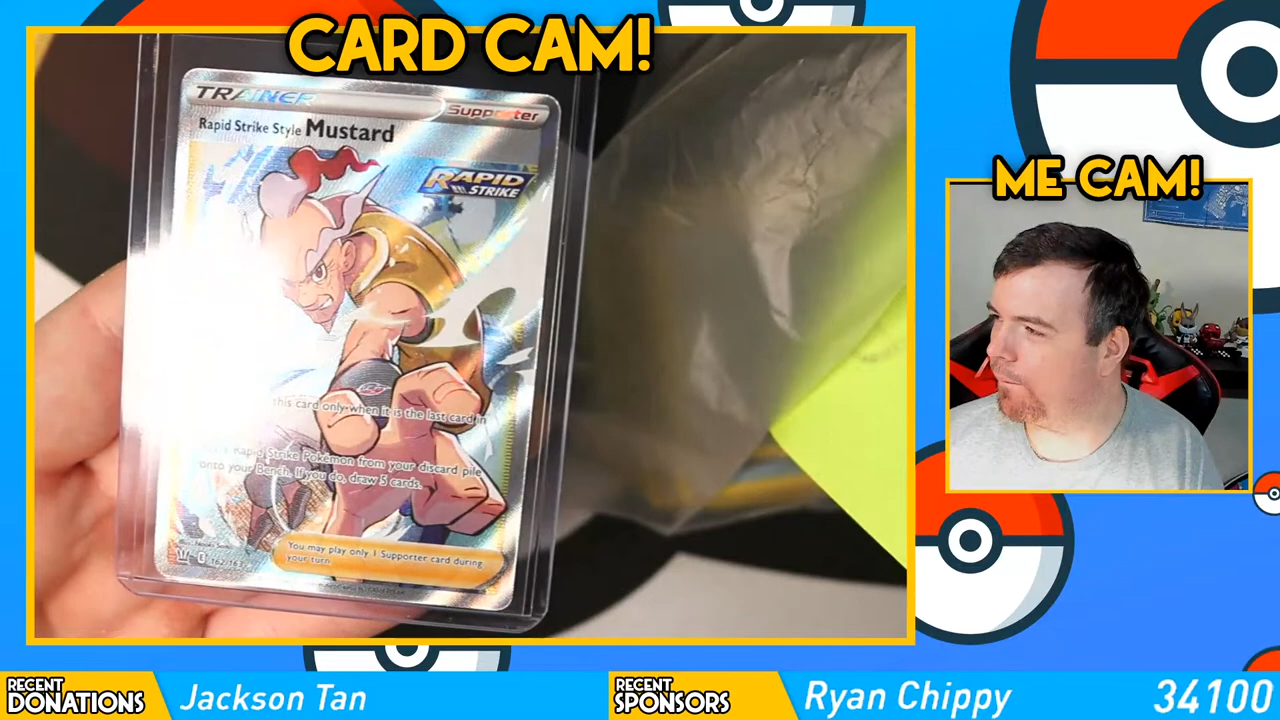 CARD CAM!
TRAINER
Supporter
Rapid Strike Style Mustard
RAPID
STRIKE
this card only when it is the last card in
Rapid Strike Pokémon from your discard pile
onto your Bench. If you do, draw 5 cards.
You may play only 1 Supporter card during
your turn
162/163
ME CAM!
RECENT
DONATIONS
Jackson Tan
RECENT
SPONSORS
Ryan Chippy
34100